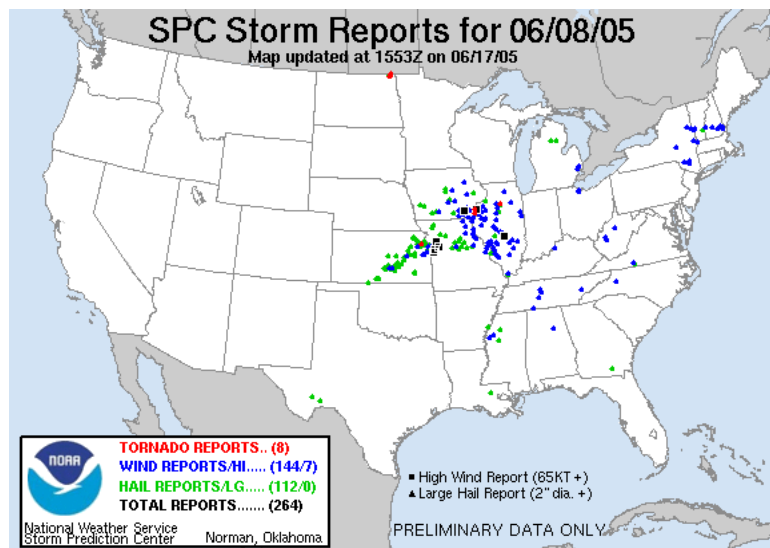 SPC Storm Reports for 06/08/05
Map updated at 1553Z on 06/17/05
NOAA
TORNADO REPORTS.. (8)
WIND REPORTS/HI..... (144/7)
HAIL REPORTS/LG..... (112/0)
TOTAL REPORTS....... (264)
National Weather Service
Storm Prediction Center Norman, Oklahoma
High Wind Report (65KT +)
Large Hail Report (2" dia. +)
PRELIMINARY DATA ONLY.